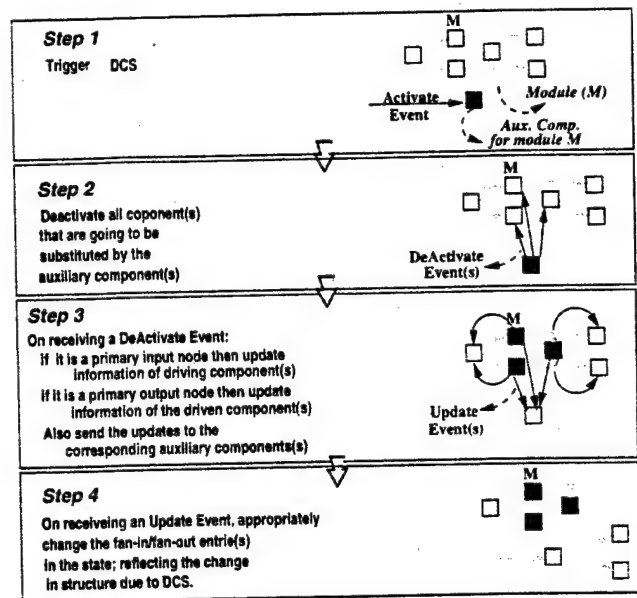 Step 1
Trigger DCS
M
Activate
Event
Module (M)
Aux. Comp.
for module M
Step 2
Deactivate all coponent(s)
that are going to be
substituted by the
auxiliary component(s)
M
DeActivate
Event(s)
Step 3
On receiving a DeActivate Event:
If it is a primary input node then update
information of driving component(s)
If it is a primary output node then update
information of the driven component(s)
Also send the updates to the
corresponding auxiliary components(s)
M
Update
Event(s)
Step 4
On receiveing an Update Event, appropriately
change the fan-in/fan-out entrie(s)
in the state; reflecting the change
in structure due to DCS.
M